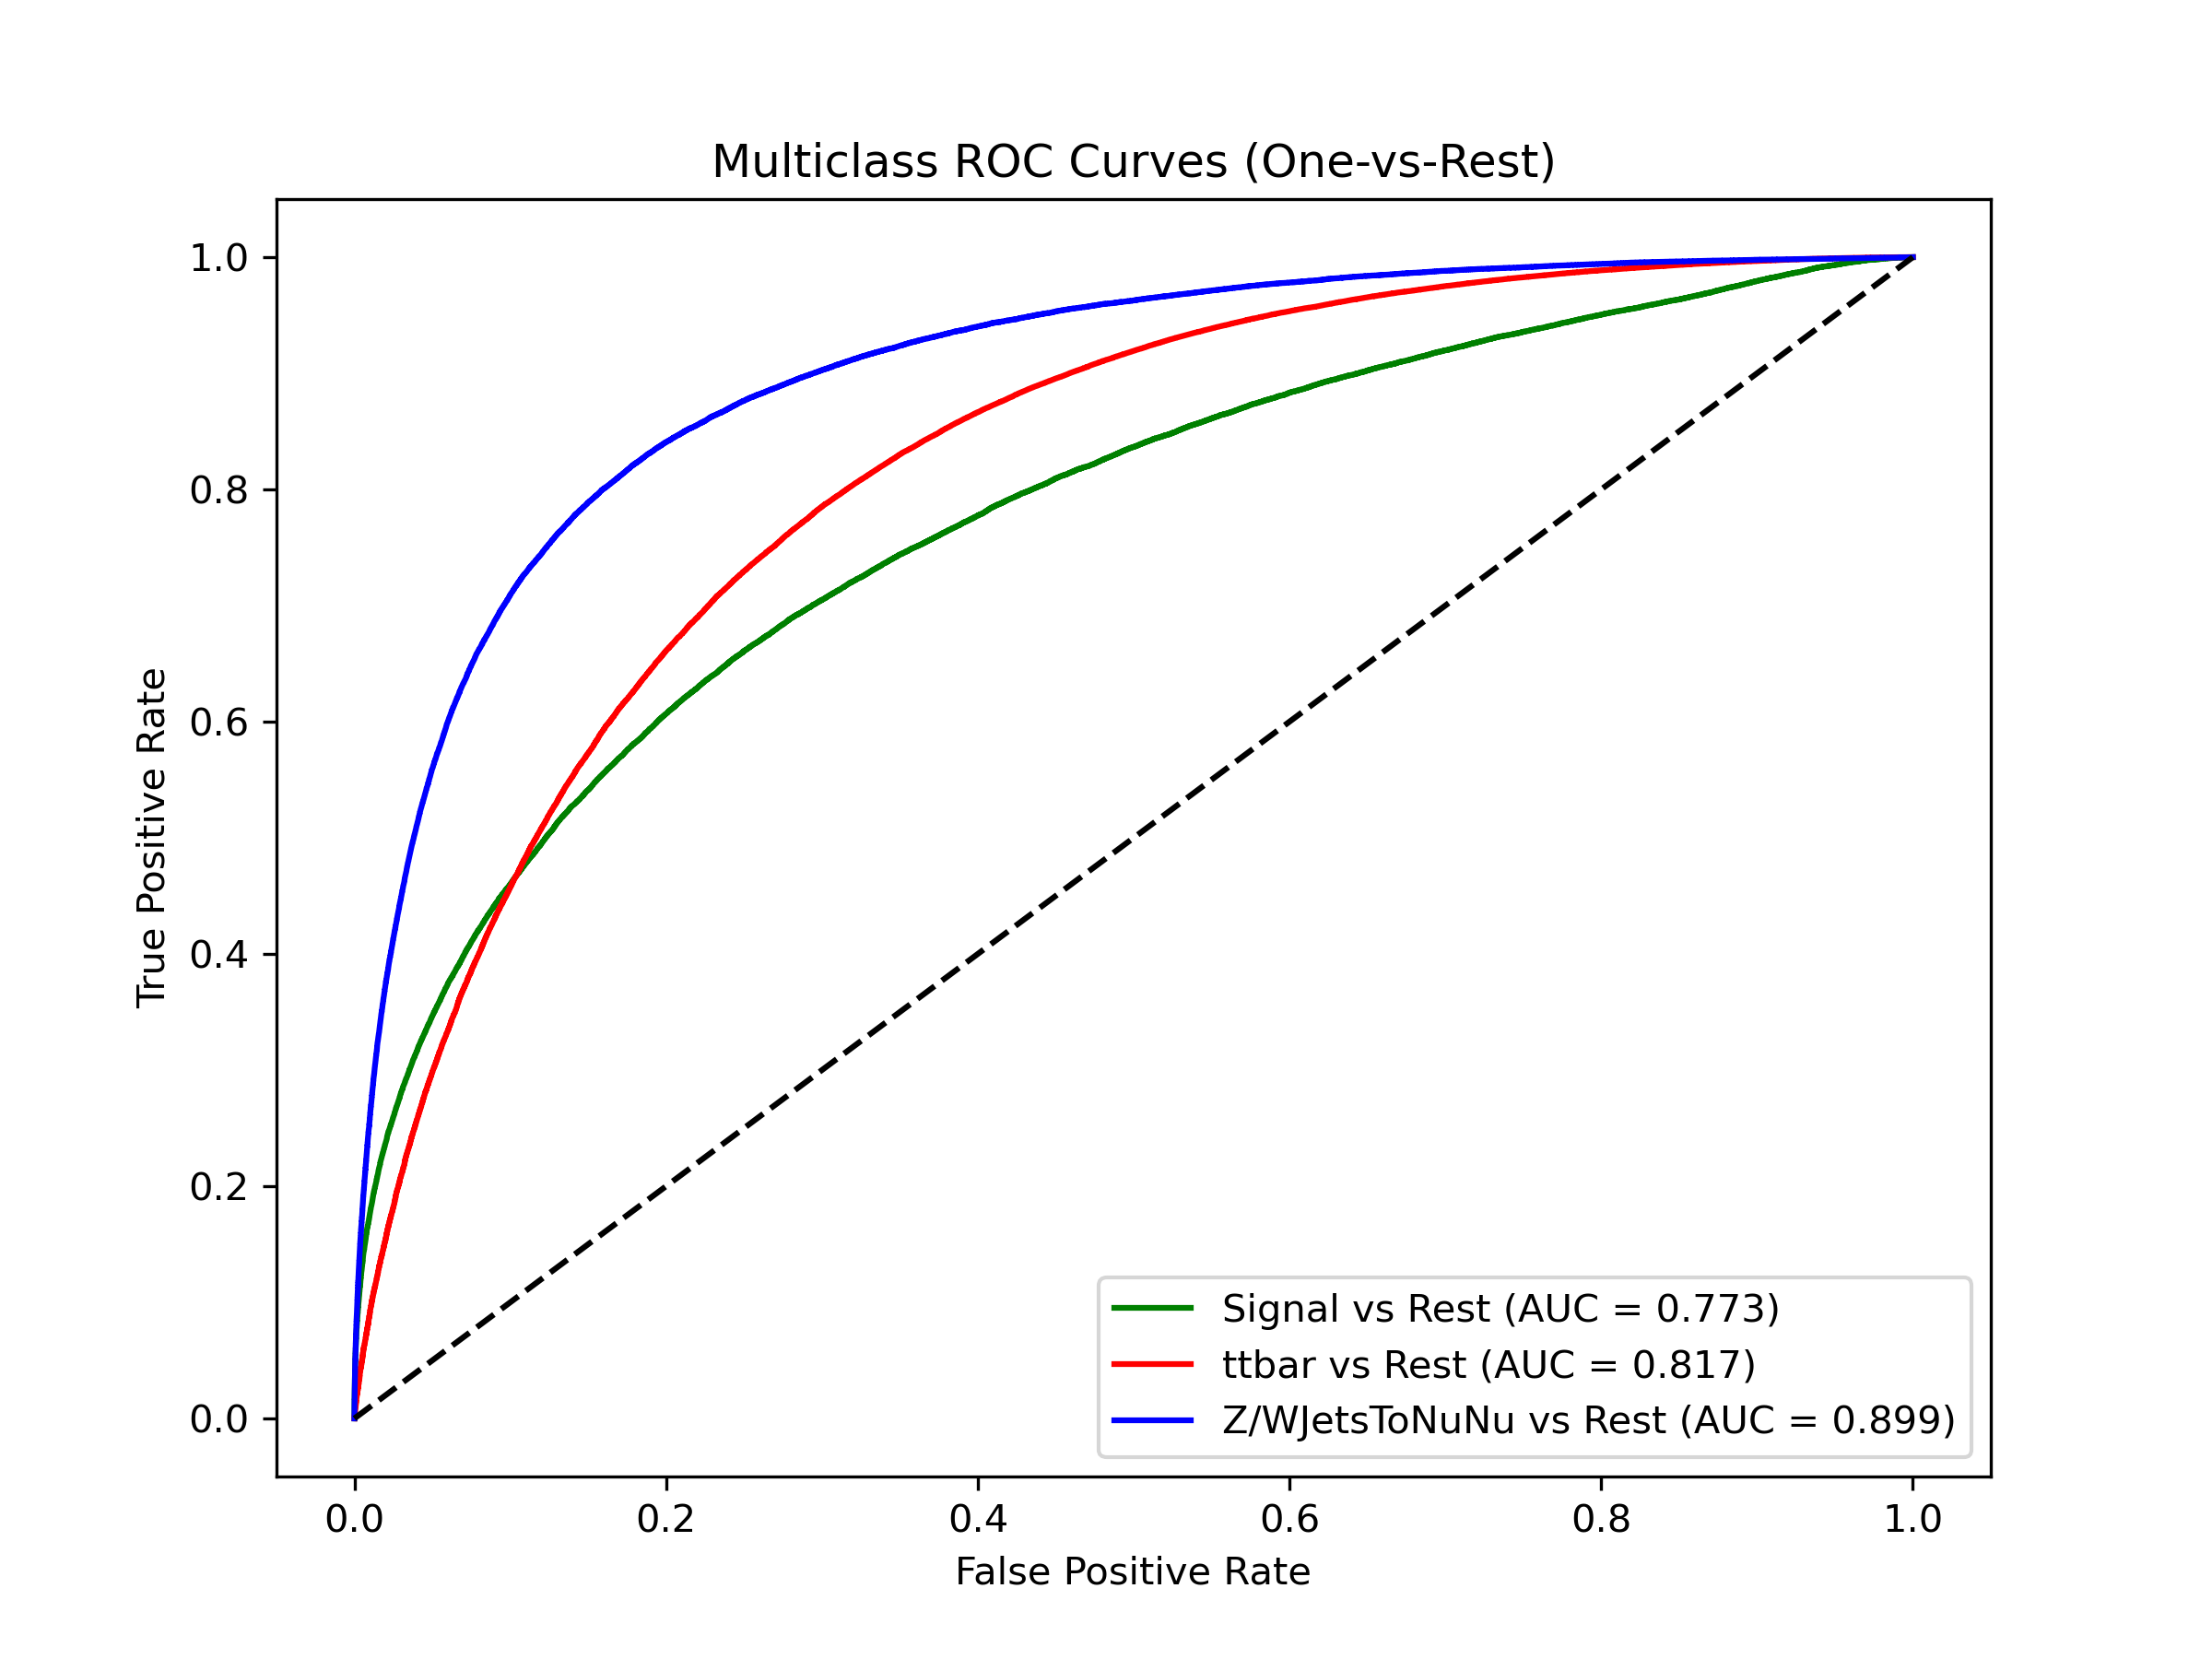 Multiclass ROC Curves (One-vs-Rest)
True Positive Rate
1.0
0.8
0.6
0.4
0.2
0.0
0.0 0.2 0.4 0.6 0.8 1.0
False Positive Rate
Signal vs Rest (AUC = 0.773)
ttbar vs Rest (AUC = 0.817)
Z/WJetsToNuNu vs Rest (AUC = 0.899)